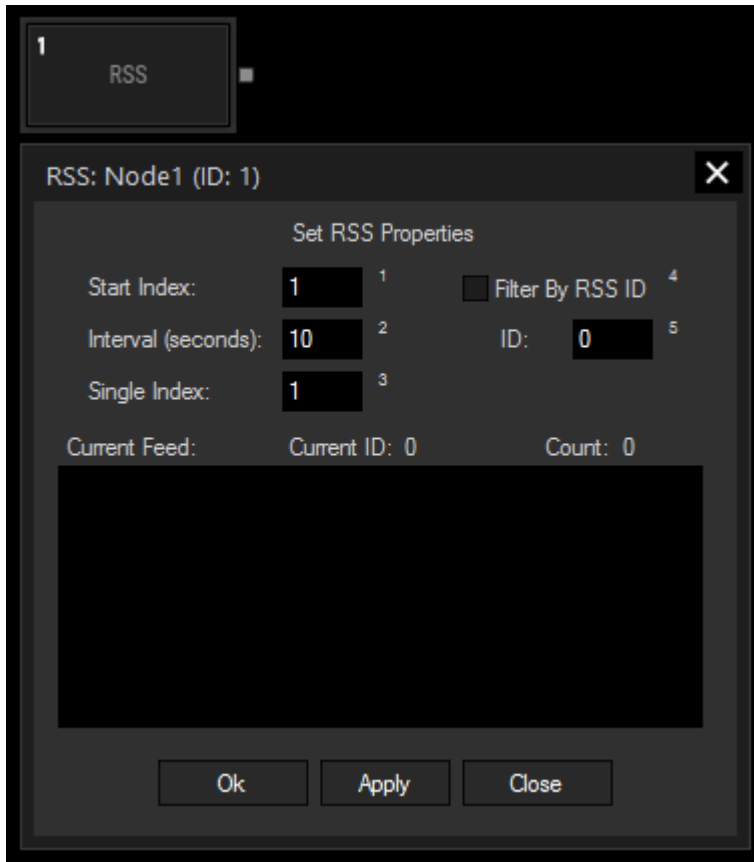 1
RSS
RSS: Node1 (ID: 1)
Set RSS Properties
Start Index: 1 1 Filter By RSS ID 4
Interval (seconds): 10 2 ID: 0 5
Single Index: 1 3
Current Feed: Current ID: 0 Count: 0
Ok Apply Close